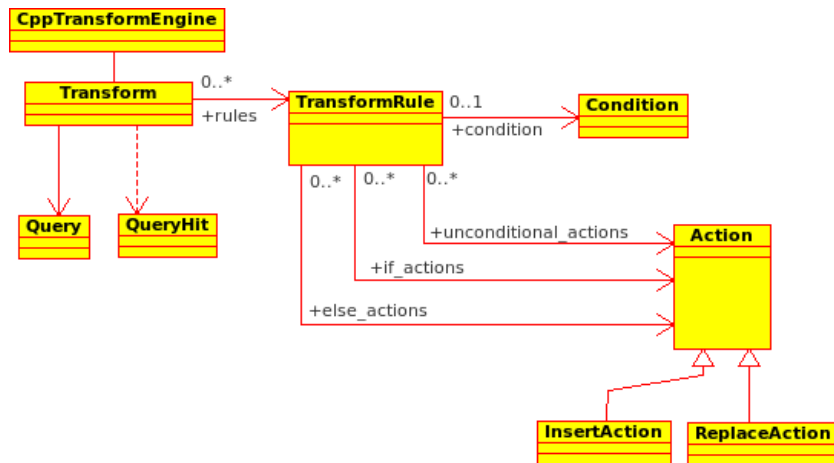 CppTransformEngine
Transform
0..*
+rules
TransformRule
0..1
+condition
Condition
0..*
0..*
0..*
Query
QueryHit
+unconditional_actions
Action
+if_actions
+else_actions
InsertAction
ReplaceAction